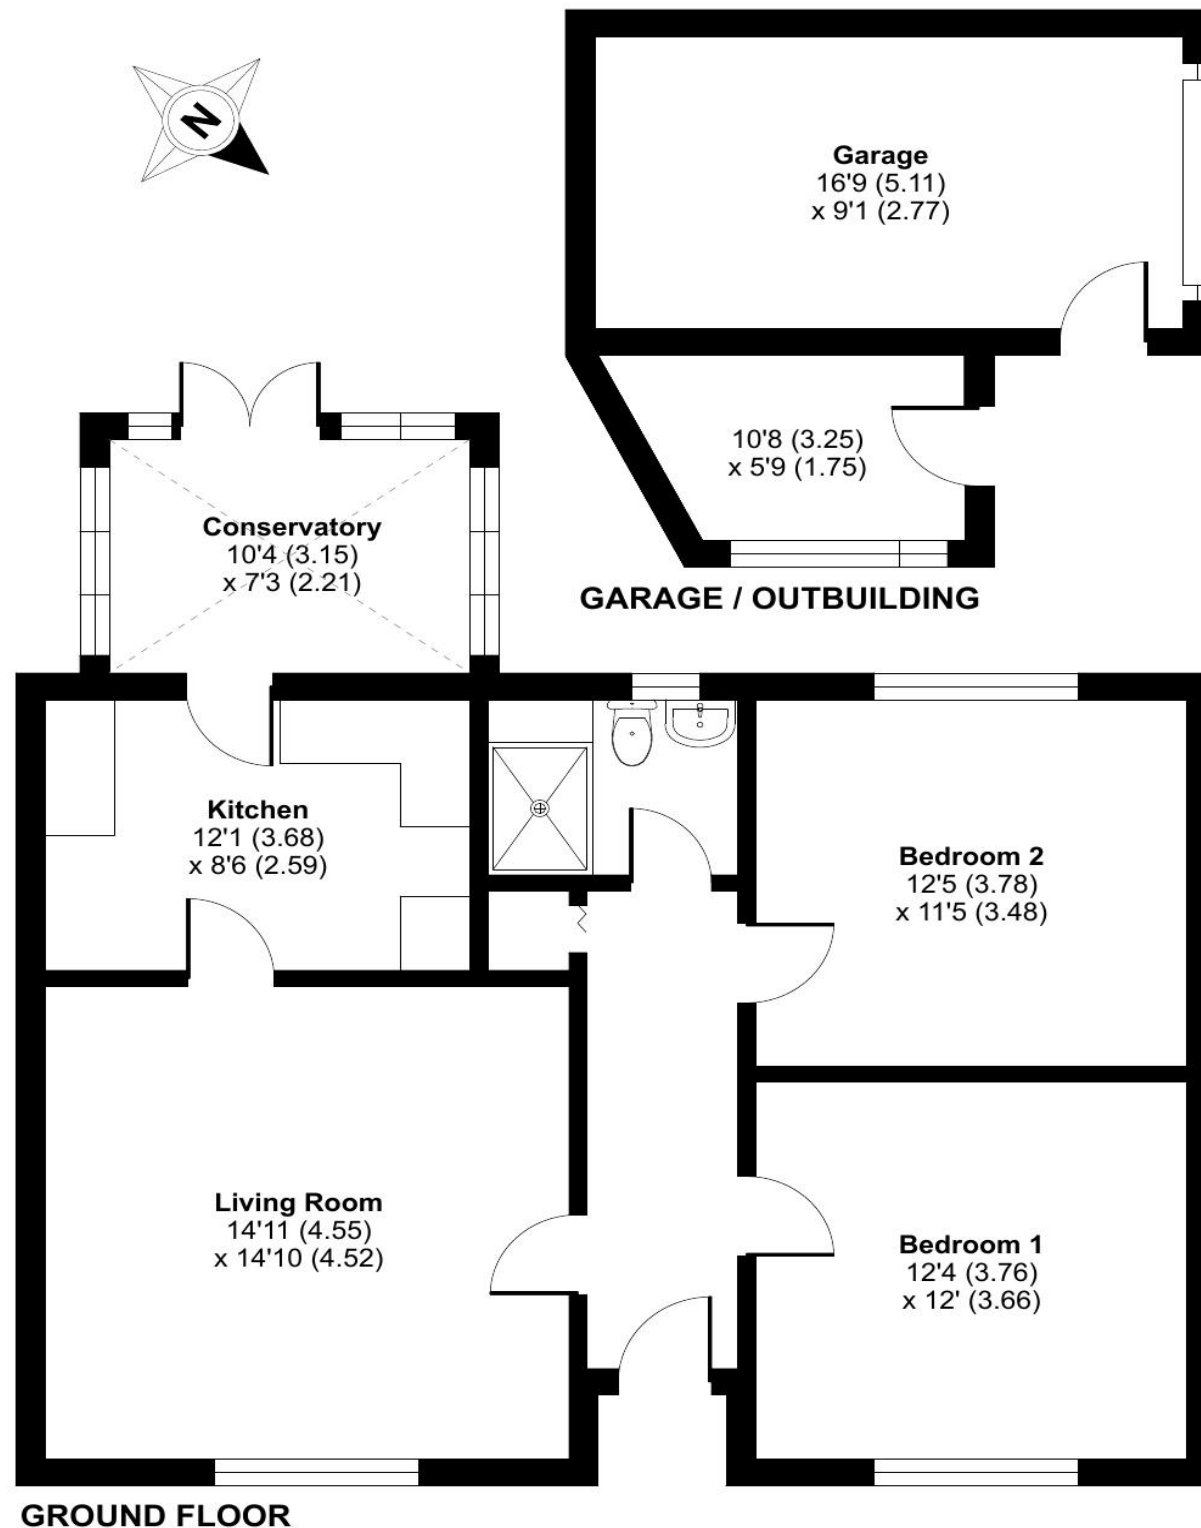 N
Garage
16'9 (5.11)
x 9'1 (2.77)
10'8 (3.25)
x 5'9 (1.75)
GARAGE / OUTBUILDING
Conservatory
10'4 (3.15)
x 7'3 (2.21)
Kitchen
12'1 (3.68)
x 8'6 (2.59)
Bedroom 2
12'5 (3.78)
x 11'5 (3.48)
Living Room
14'11 (4.55)
x 14'10 (4.52)
Bedroom 1
12'4 (3.76)
x 12' (3.66)
GROUND FLOOR